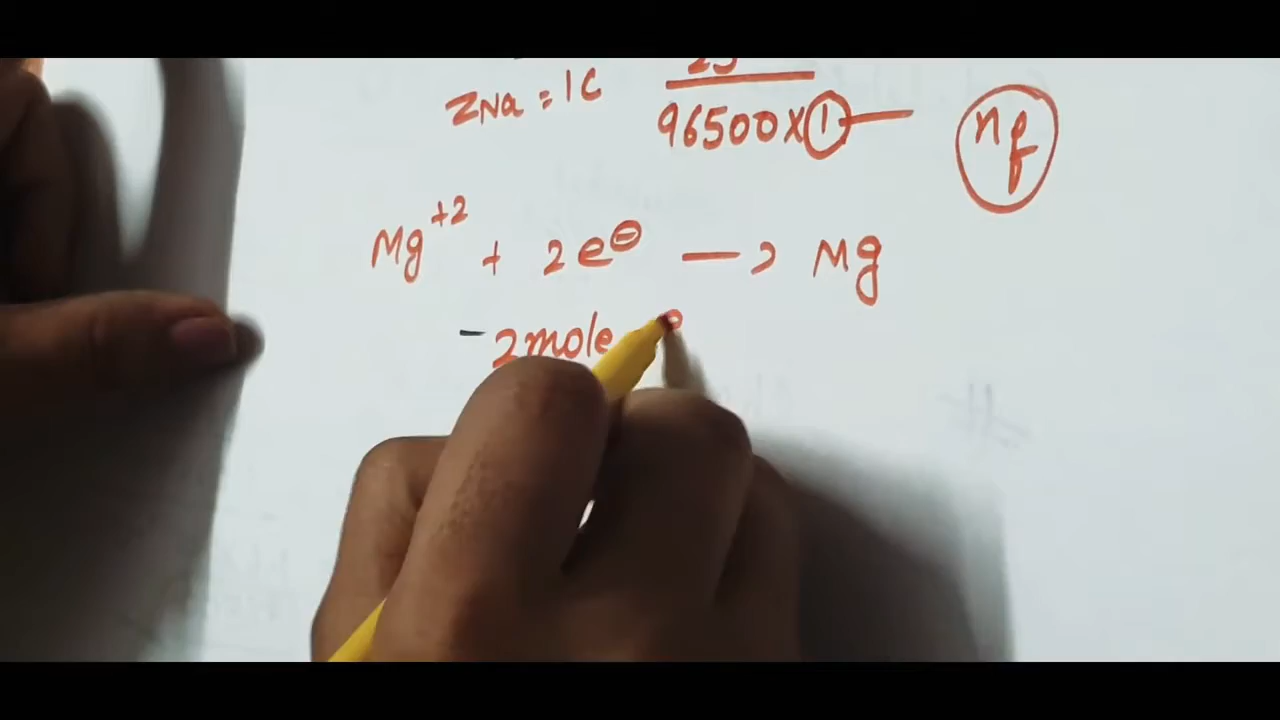 ZNa = 1C
96500 x 1 nf
Mg+2 + 2e⊖ → Mg
- 2mole